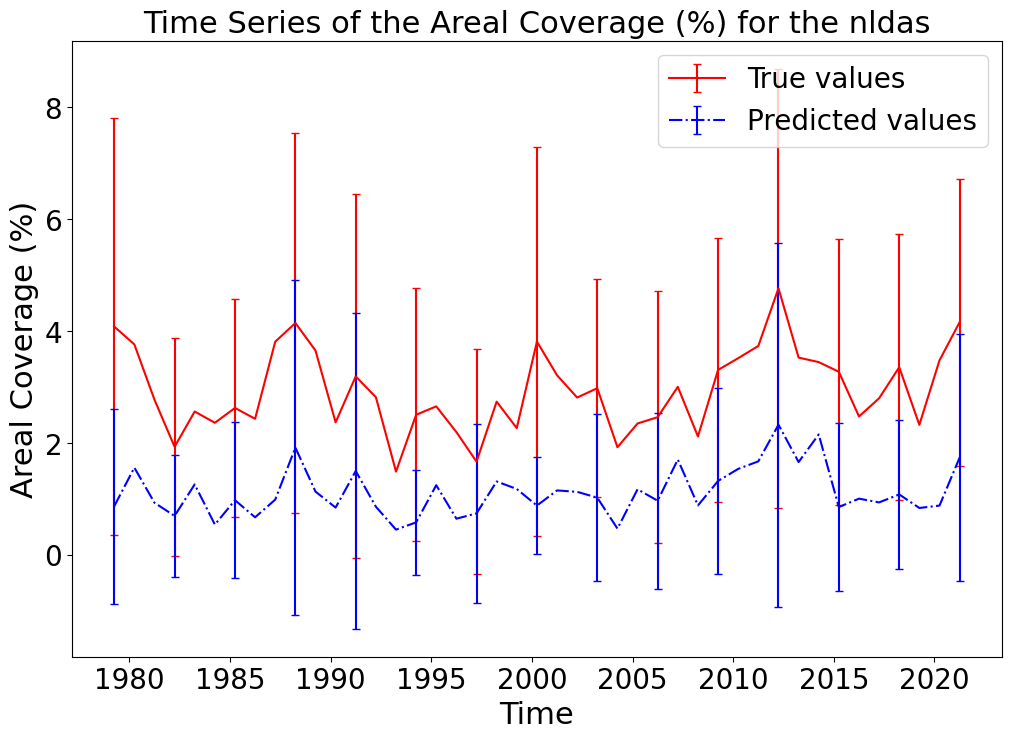 Time Series of the Areal Coverage (%) for the nldas
True values
Predicted values
Areal Coverage (%)
8
6
4
2
0
1980 1985 1990 1995 2000 2005 2010 2015 2020
Time